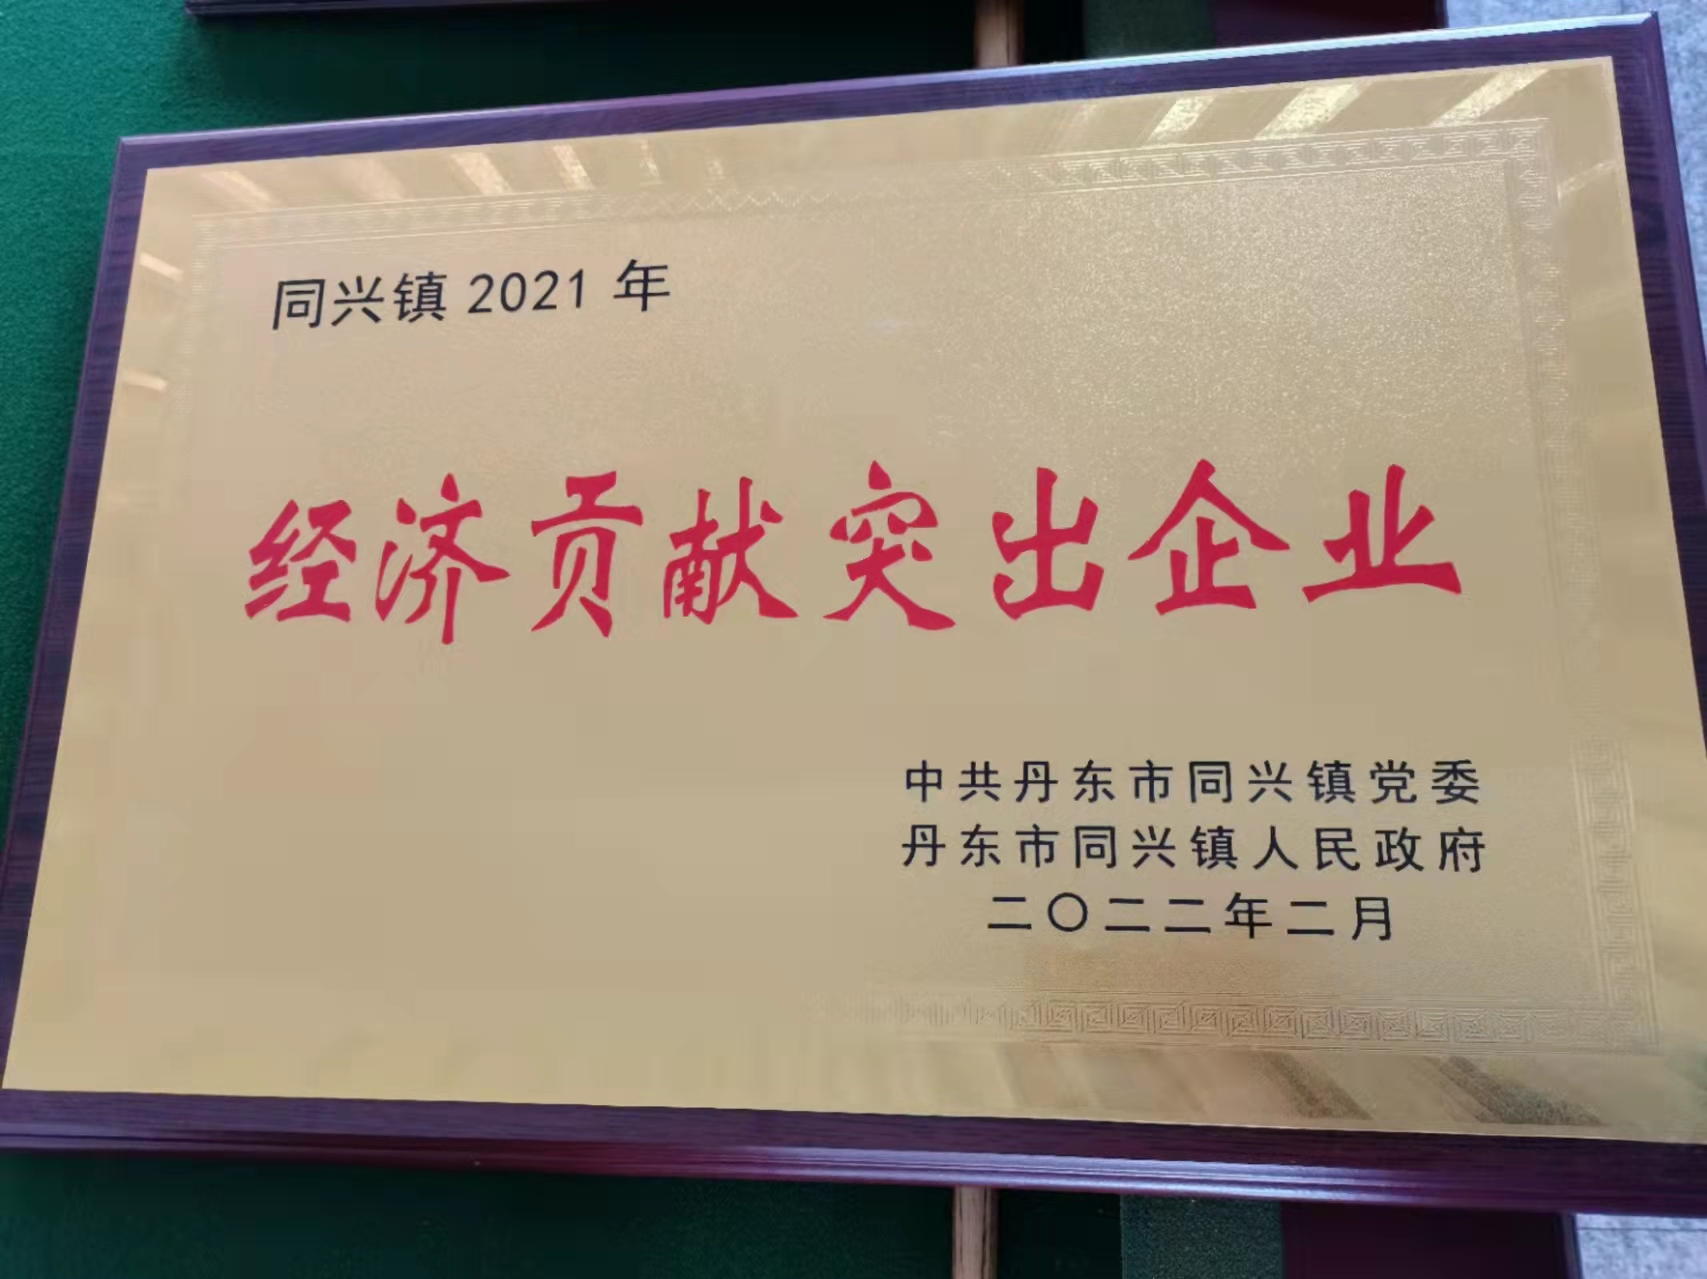 同兴镇 2021 年
经济贡献突出企业
中共丹东市同兴镇党委
丹东市同兴镇人民政府
二〇二二年二月